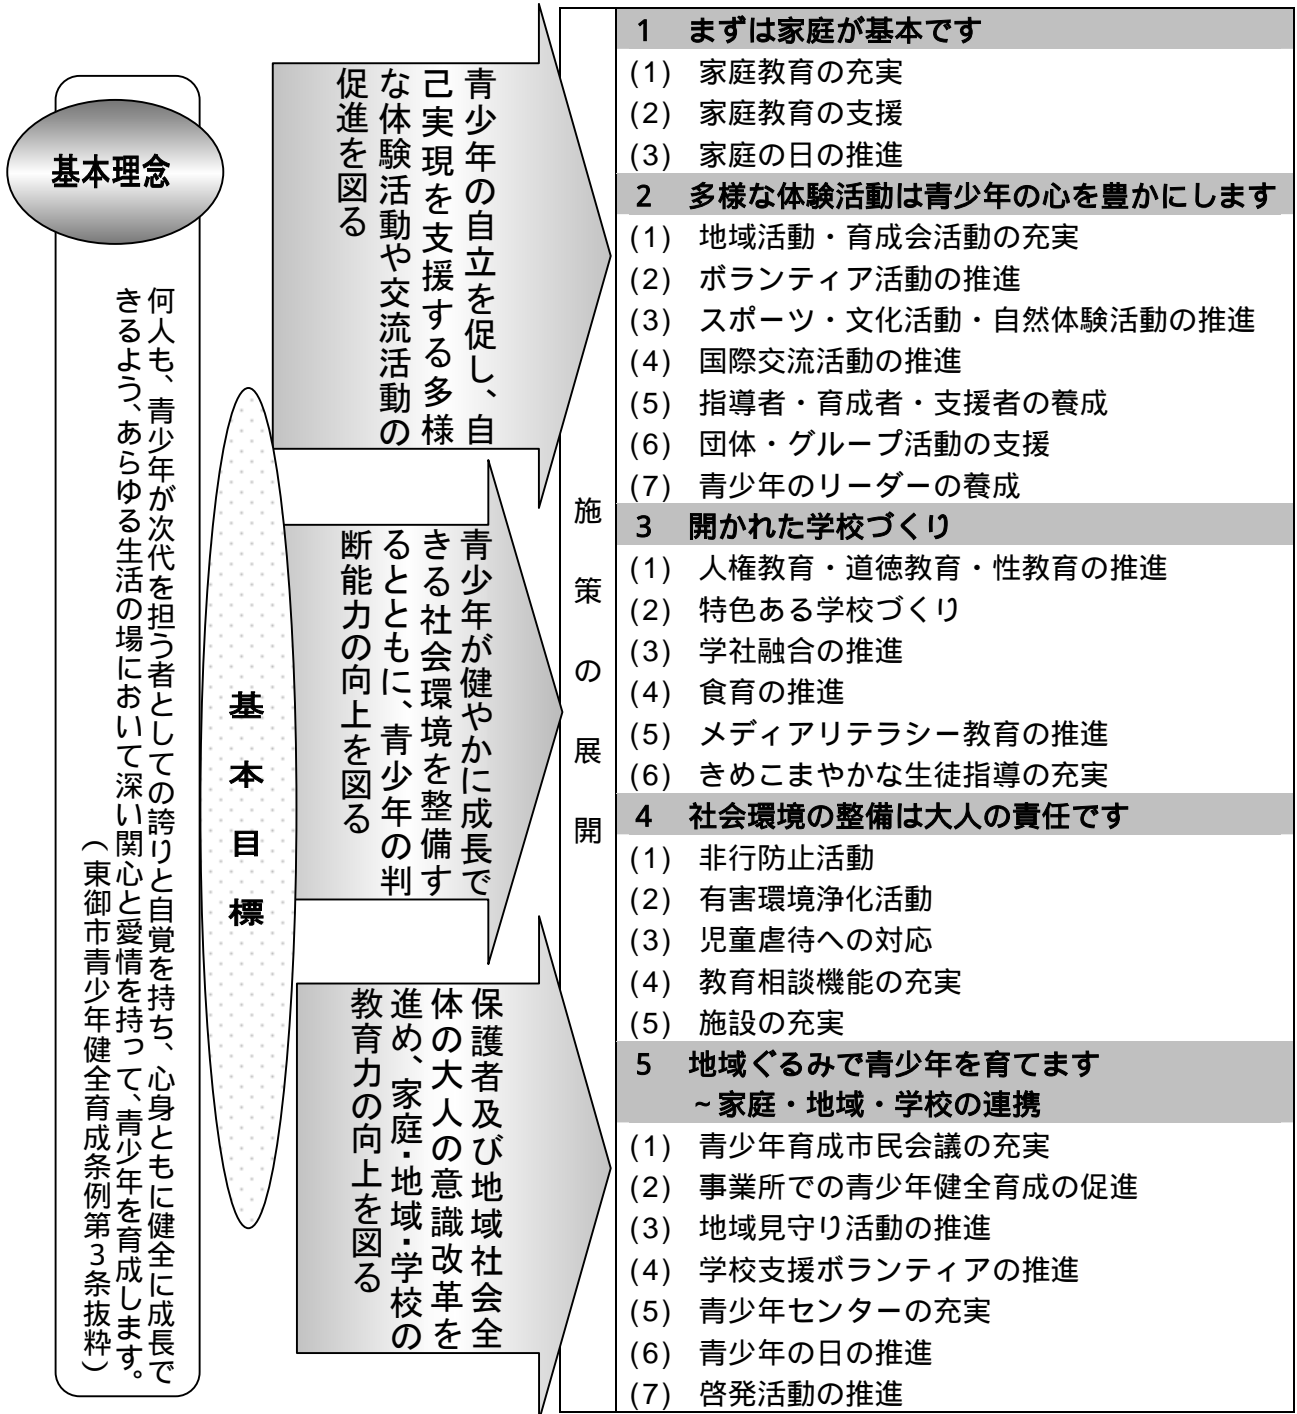 基本理念
何人も、青少年が次代を担う者としての誇りと自覚を持ち、心身ともに健全に成長で
きるよう、あらゆる生活の場において深い関心と愛情を持って、青少年を育成します。
（東御市青少年健全育成条例第３条抜粋）
基本目標
青少年の自立を促し、自
己実現を支援する多様
な体験活動や交流活動の
促進を図る
青少年が健やかに成長で
きる社会環境を整備す
るとともに、青少年の判
断能力の向上を図る
保護者及び地域社会全
体の大人の意識改革を
進め、家庭・地域・学校の
教育力の向上を図る
施策の展開
1 まずは家庭が基本です
(1) 家庭教育の充実
(2) 家庭教育の支援
(3) 家庭の日の推進
2 多様な体験活動は青少年の心を豊かにします
(1) 地域活動・育成会活動の充実
(2) ボランティア活動の推進
(3) スポーツ・文化活動・自然体験活動の推進
(4) 国際交流活動の推進
(5) 指導者・育成者・支援者の養成
(6) 団体・グループ活動の支援
(7) 青少年のリーダーの養成
3 開かれた学校づくり
(1) 人権教育・道徳教育・性教育の推進
(2) 特色ある学校づくり
(3) 学社融合の推進
(4) 食育の推進
(5) メディアリテラシー教育の推進
(6) きめこまやかな生徒指導の充実
4 社会環境の整備は大人の責任です
(1) 非行防止活動
(2) 有害環境浄化活動
(3) 児童虐待への対応
(4) 教育相談機能の充実
(5) 施設の充実
5 地域ぐるみで青少年を育てます
~家庭・地域・学校の連携
(1) 青少年育成市民会議の充実
(2) 事業所での青少年健全育成の促進
(3) 地域見守り活動の推進
(4) 学校支援ボランティアの推進
(5) 青少年センターの充実
(6) 青少年の日の推進
(7) 啓発活動の推進